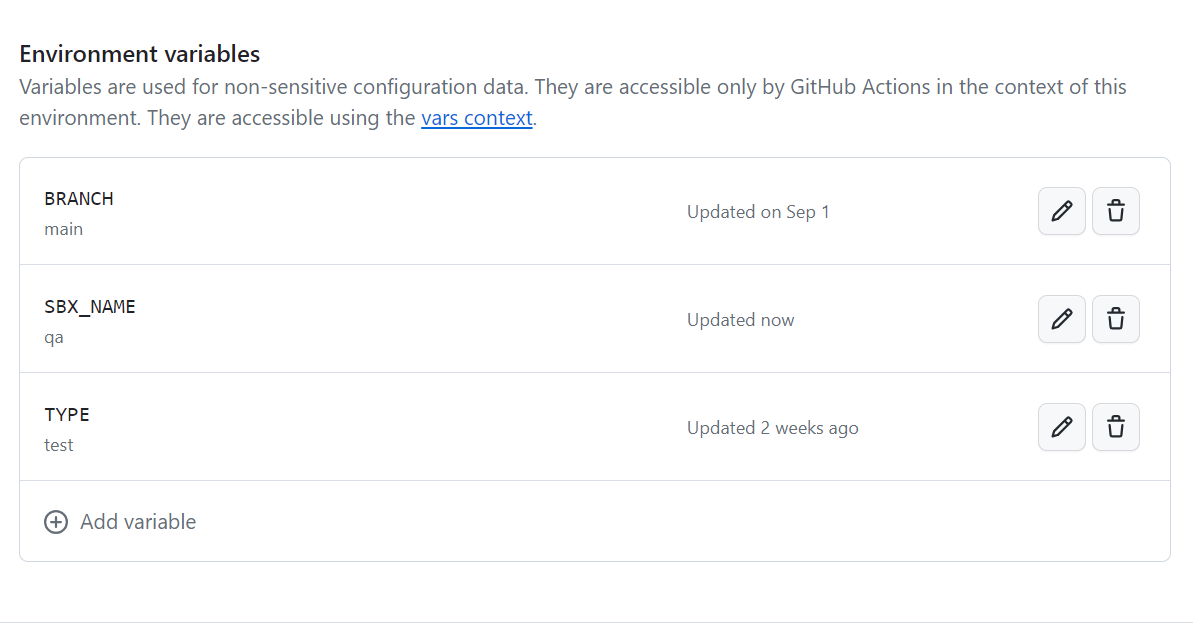 Environment variables
Variables are used for non-sensitive configuration data. They are accessible only by GitHub Actions in the context of this
environment. They are accessible using the vars context.
BRANCH
main
Updated on Sep 1
SBX_NAME
qa
Updated now
TYPE
test
Updated 2 weeks ago
Add variable